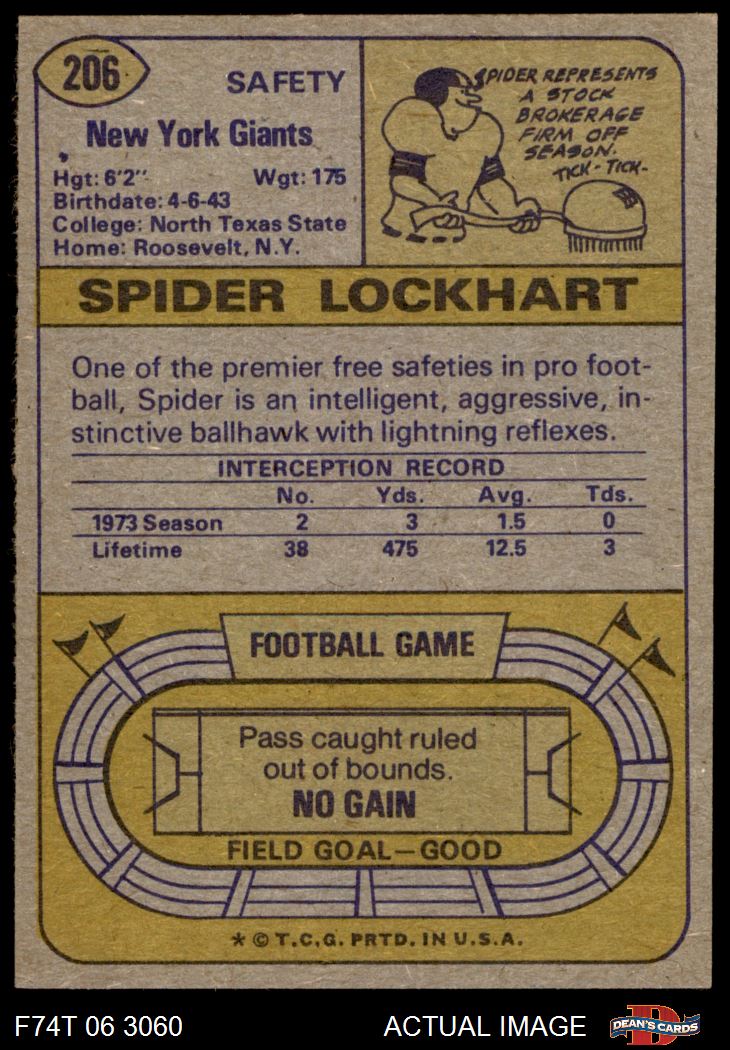 206
SAFETY
New York Giants
Hgt: 6'2" Wgt: 175
Birthdate: 4-6-43
College: North Texas State
Home: Roosevelt, N.Y.
SPIDER REPRESENTS
A STOCK
BROKERAGE
FIRM OFF
SEASON.
TICK-TICK-
SPIDER LOCKHART
One of the premier free safeties in pro foot-
ball, Spider is an intelligent, aggressive, in-
stinctive ballhawk with lightning reflexes.
INTERCEPTION RECORD
No. Yds. Avg. Tds.
1973 Season 2 3 1.5 0
Lifetime 38 475 12.5 3
FOOTBALL GAME
Pass caught ruled
out of bounds.
NO GAIN
FIELD GOAL—GOOD
* © T.C.G. PRTD. IN U.S.A.
F74T 06 3060 ACTUAL IMAGE
D
DEAN'S CARDS